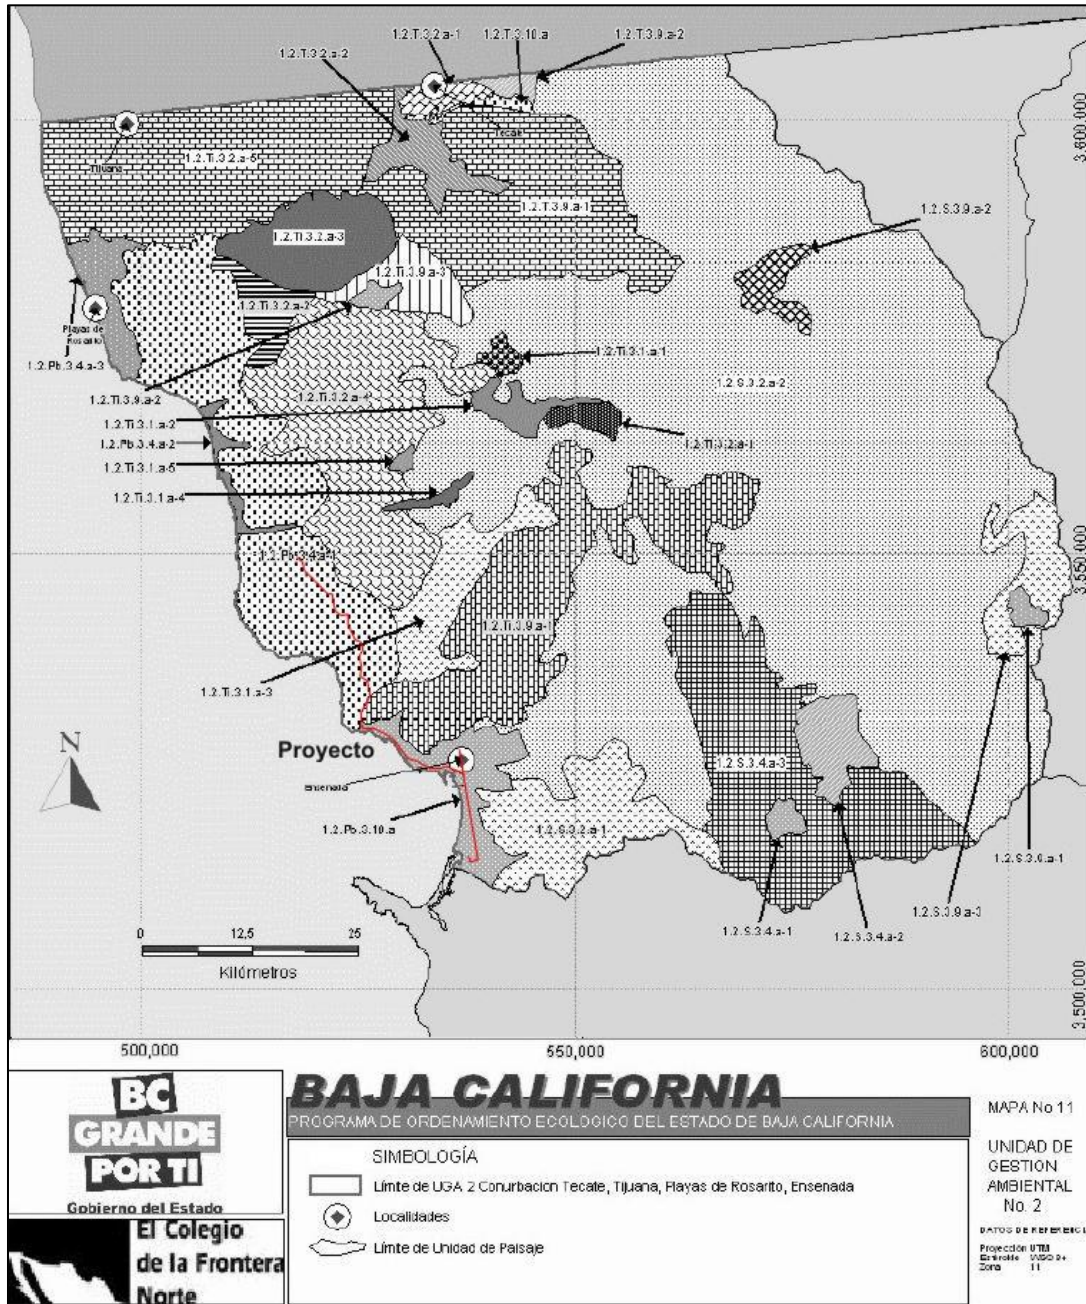 1.2.T.3.2.a-1
1.2.T.3.10.a
1.2.T.3.9.a-2
1.2.T.3.2.a-2
3,600,000
Tecate
Tijuana
1.2.Ti.3.2.a-5
1.2.T.3.9.a-1
1.2.S.3.9.a-2
1.2.Ti.3.2.a-3
1.2.Ti.3.9.a-3
1.2.Ti.3.2.a-2
Playas de
Rosarito
1.2.Pb.3.4.a-3
1.2.Ti.3.1.a-1
1.2.S.3.2.a-2
1.2.Ti.3.9.a-2
1.2.Ti.3.2.a-4
1.2.Ti.3.1.a-2
1.2.Pb.3.4.a-2
1.2.Ti.3.2.a-1
1.2.Ti.3.1.a-5
1.2.Ti.3.1.a-4
1.2.Pb.3.4.a-1
3,550,000
1.2.Ti.3.9.a-1
1.2.Ti.3.1.a-3
N
Proyecto
1.2.S.3.4.a-3
Ensenada
1.2.Pb.3.10.a
1.2.S.3.2.a-1
1.2.S.3.6.a-1
1.2.S.3.9.a-3
1.2.S.3.4.a-1
1.2.S.3.4.a-2
0 12,5 25
Kilómetros
3,500,000
500,000 550,000 600,000
BC
GRANDE
POR TI
Gobierno del Estado
El Colegio
de la Frontera
Norte
BAJA CALIFORNIA
PROGRAMA DE ORDENAMIENTO ECOLOGICO DEL ESTADO DE BAJA CALIFORNIA
SIMBOLOGÍA
Límite de UGA 2 Conurbacion Tecate, Tijuana, Playas de Rosarito, Ensenada
Localidades
Límite de Unidad de Paisaje
MAPA No 11
UNIDAD DE
GESTION
AMBIENTAL
No. 2
DATOS DE REFERENCI
Projección UTM
Zona 11